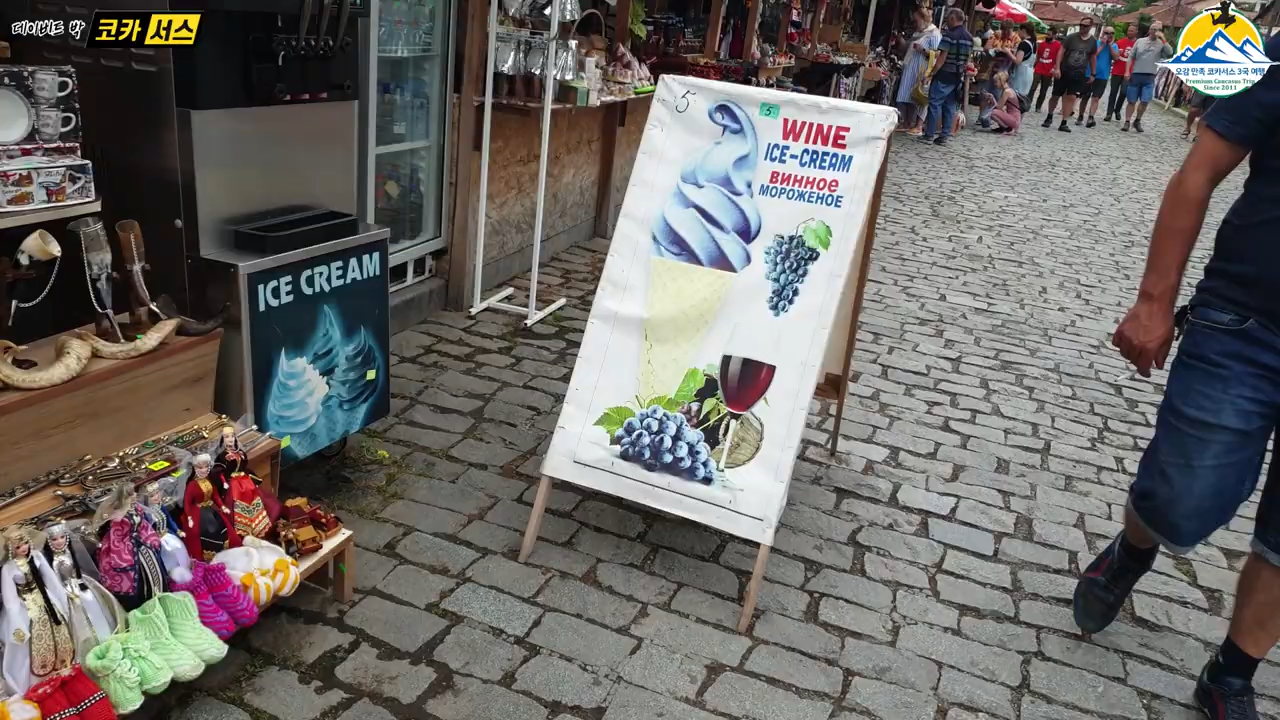 데이비드 박 코카 서스
오감 만족 코카서스 3국 여행
Premium Caucasus Trip
Since 2011
5
5
WINE
ICE-CREAM
ВИННОЕ
МОРОЖЕНОЕ
ICE CREAM